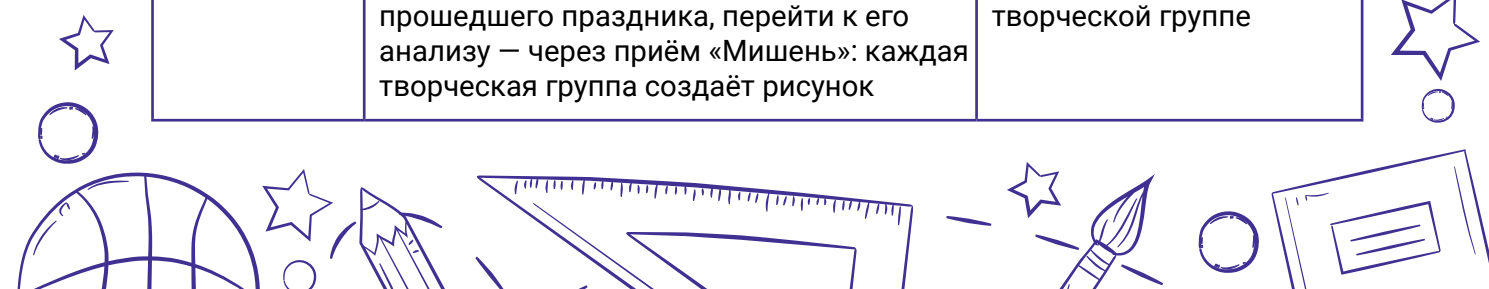 прошедшего праздника, перейти к его
анализу — через приём «Мишень»: каждая
творческая группа создаёт рисунок
творческой группе